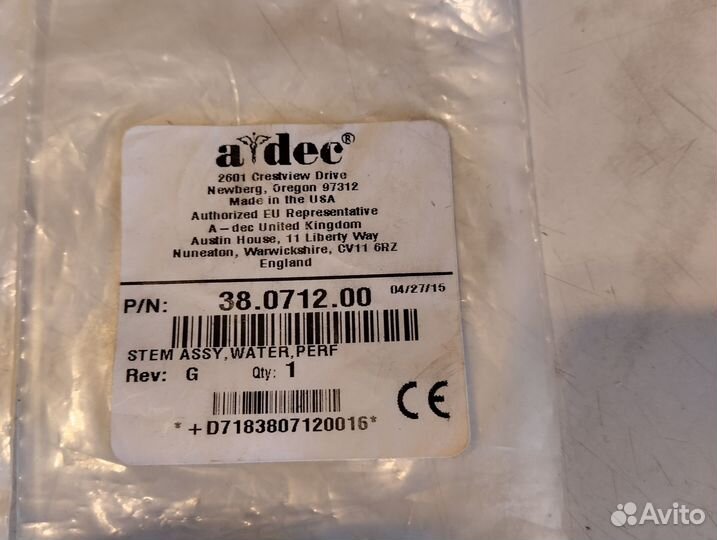 a dec®
2601 Crestview Drive
Newberg, Oregon 97312
Made in the USA
Authorized EU Representative
A-dec United Kingdom
Austin House, 11 Liberty Way
Nuneaton, Warwickshire, CV11 6RZ
England
P/N: 38.0712.00 04/27/15
STEM ASSY,WATER,PERF
Rev: G Qty: 1
CE
*+D7183807120016*
Avito